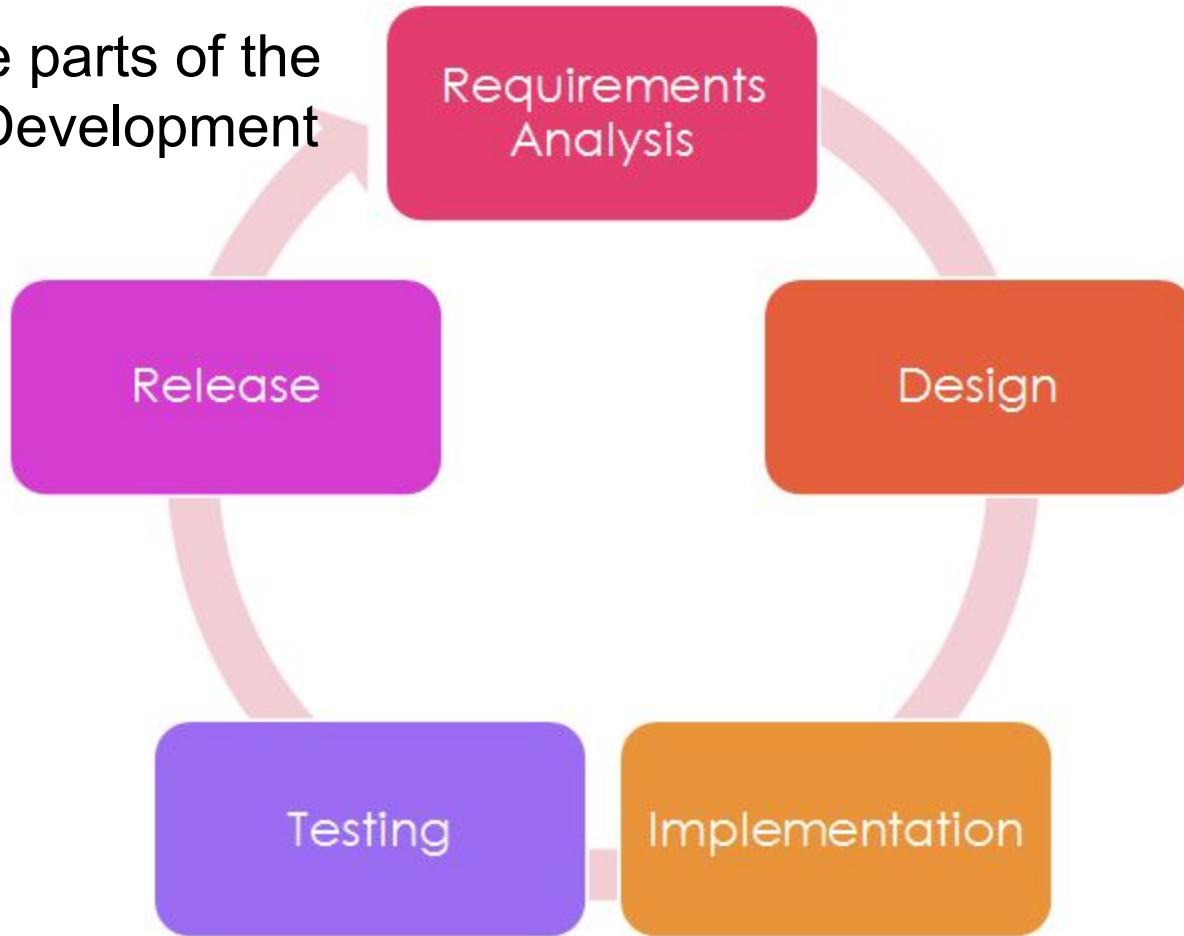 e parts of the
Development
Requirements
Analysis
Release
Design
Testing
Implementation